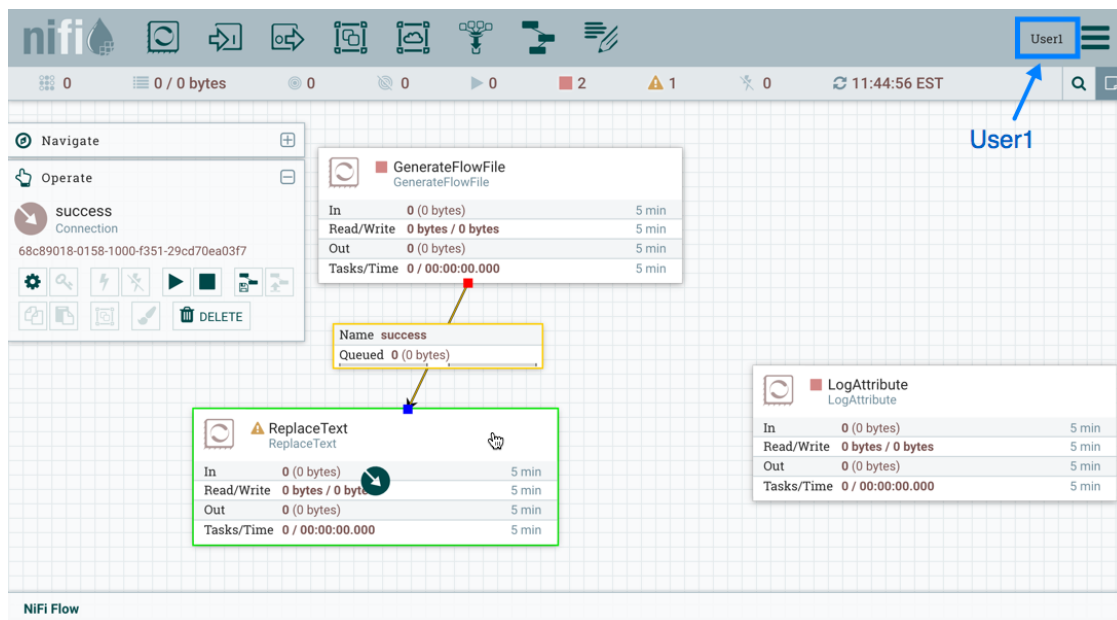 nifi
User1
0
0 / 0 bytes
0
0
0
2
1
0
11:44:56 EST
User1
Navigate
Operate
success
Connection
68c89018-0158-1000-f351-29cd70ea03f7
DELETE
GenerateFlowFile
GenerateFlowFile
In 0 (0 bytes) 5 min
Read/Write 0 bytes / 0 bytes 5 min
Out 0 (0 bytes) 5 min
Tasks/Time 0 / 00:00:00.000 5 min
Name success
Queued 0 (0 bytes)
ReplaceText
ReplaceText
In 0 (0 bytes) 5 min
Read/Write 0 bytes / 0 byte 5 min
Out 0 (0 bytes) 5 min
Tasks/Time 0 / 00:00:00.000 5 min
LogAttribute
LogAttribute
In 0 (0 bytes) 5 min
Read/Write 0 bytes / 0 bytes 5 min
Out 0 (0 bytes) 5 min
Tasks/Time 0 / 00:00:00.000 5 min
NiFi Flow